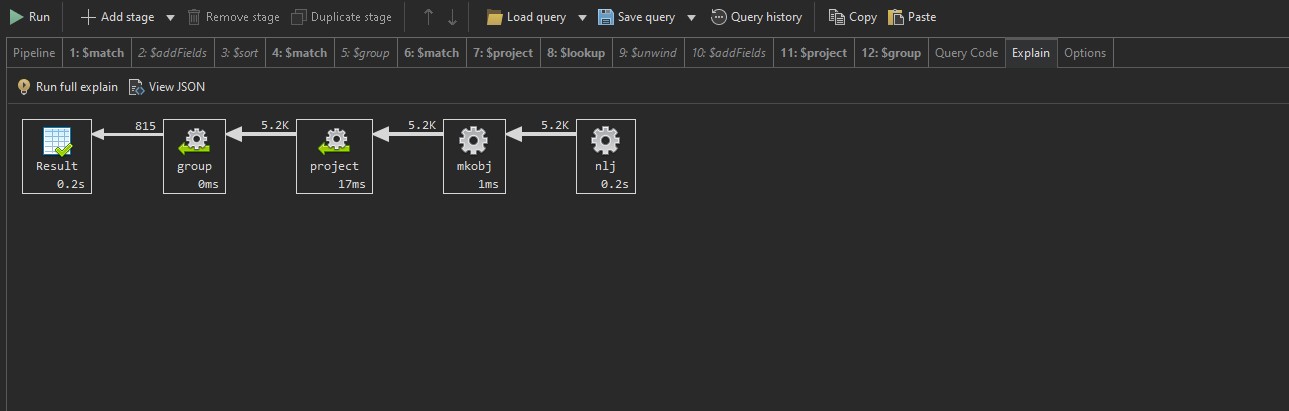 Run Add stage Remove stage Duplicate stage Load query Save query Query history Copy Paste
Pipeline 1: $match 2: $addFields 3: $sort 4: $match 5: $group 6: $match 7: $project 8: $lookup 9: $unwind 10: $addFields 11: $project 12: $group Query Code Explain Options
Run full explain View JSON
815 5.2K 5.2K 5.2K
Result group project mkobj nlj
0.2s 0ms 17ms 1ms 0.2s